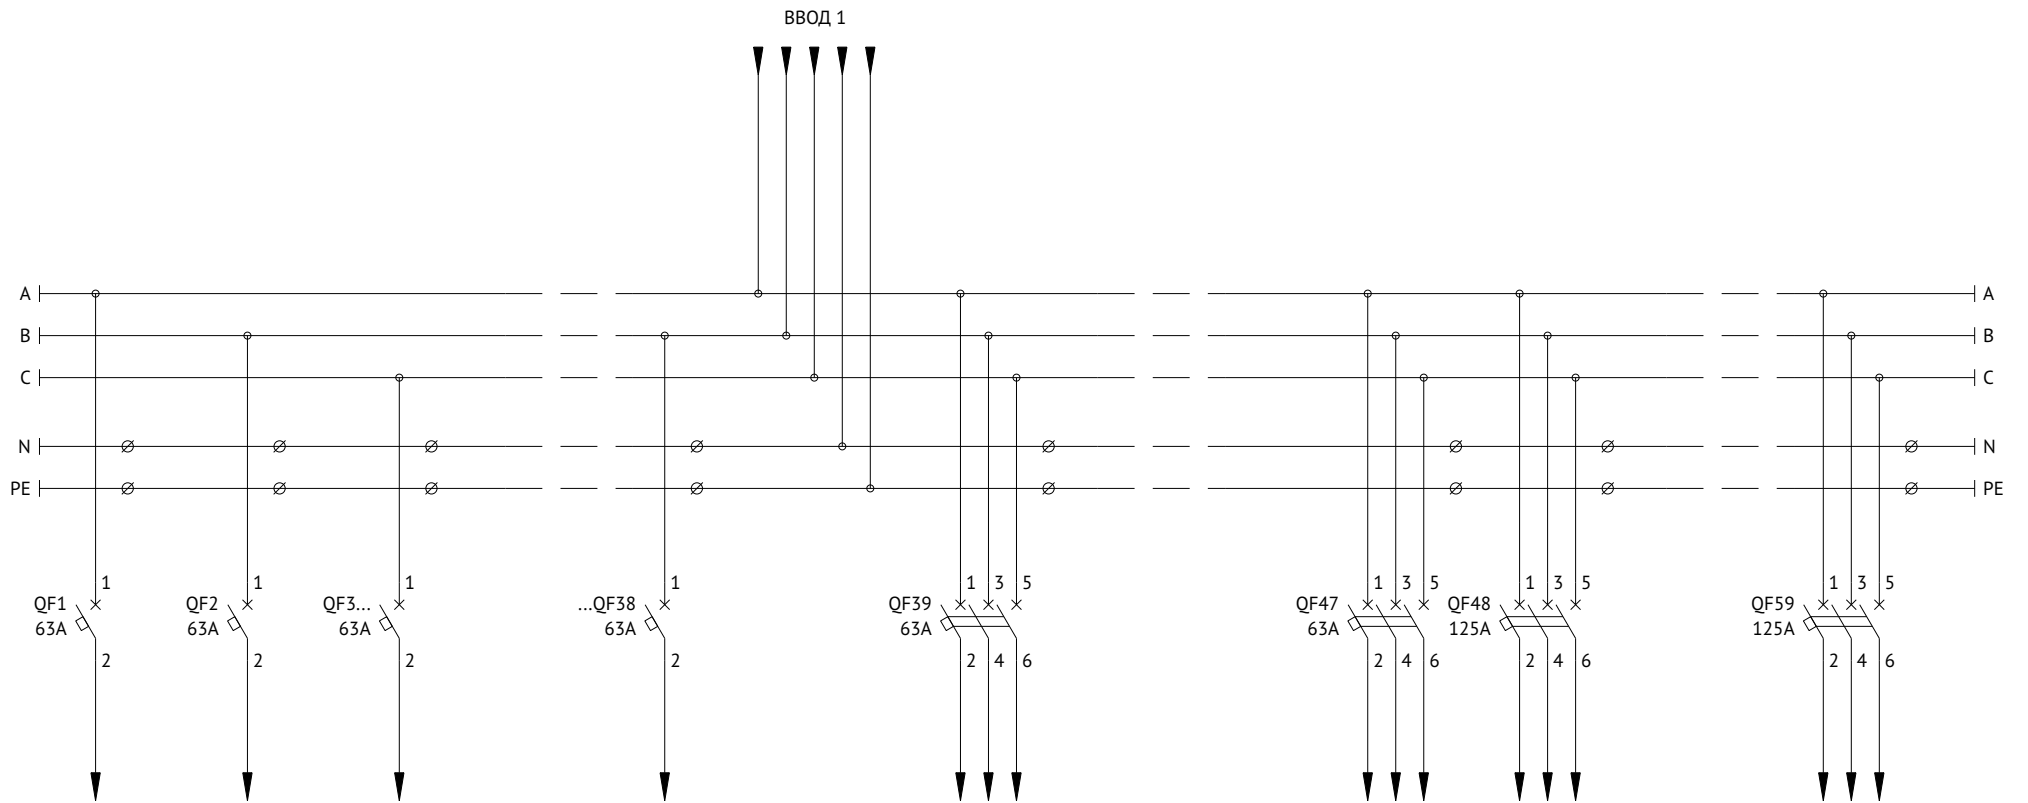 ВВОД 1
A A
B B
C C
N N
PE PE
1 1 1 1 1 3 5 1 3 5 1 3 5 1 3 5
QF1 QF2 QF3... ...QF38 QF39 QF47 QF48 QF59
63A 63A 63A 63A 63A 63A 125A 125A
2 2 2 2 2 4 6 2 4 6 2 4 6 2 4 6